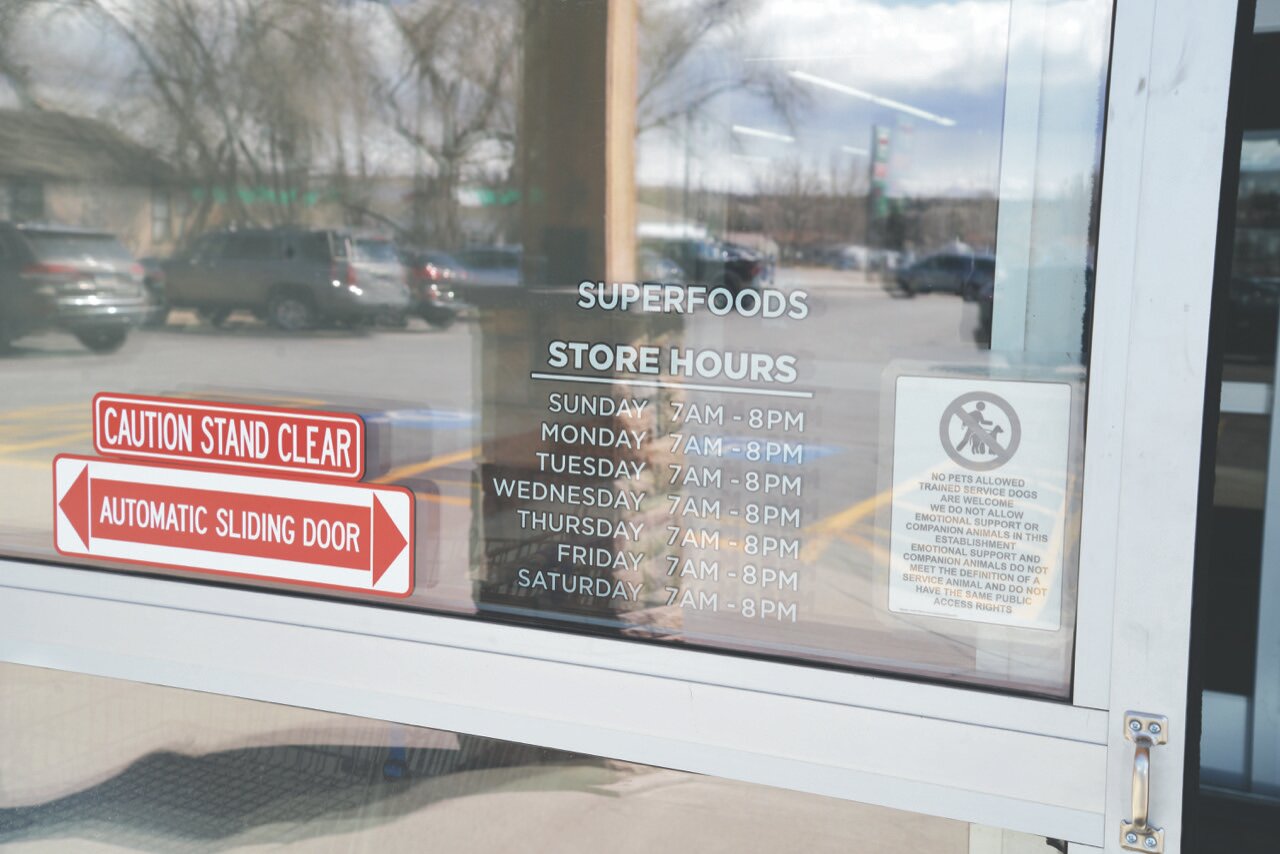 SUPERFOODS
STORE HOURS
SUNDAY 7AM - 8PM
MONDAY 7AM - 8PM
TUESDAY 7AM - 8PM
WEDNESDAY 7AM - 8PM
THURSDAY 7AM - 8PM
FRIDAY 7AM - 8PM
SATURDAY 7AM - 8PM
CAUTION STAND CLEAR
AUTOMATIC SLIDING DOOR
NO PETS ALLOWED
TRAINED SERVICE DOGS
ARE WELCOME
WE DO NOT ALLOW
EMOTIONAL SUPPORT OR
COMPANION ANIMALS IN THIS
ESTABLISHMENT
EMOTIONAL SUPPORT AND
COMPANION ANIMALS DO NOT
MEET THE DEFINITION OF A
SERVICE ANIMAL AND DO NOT
HAVE THE SAME PUBLIC
ACCESS RIGHTS